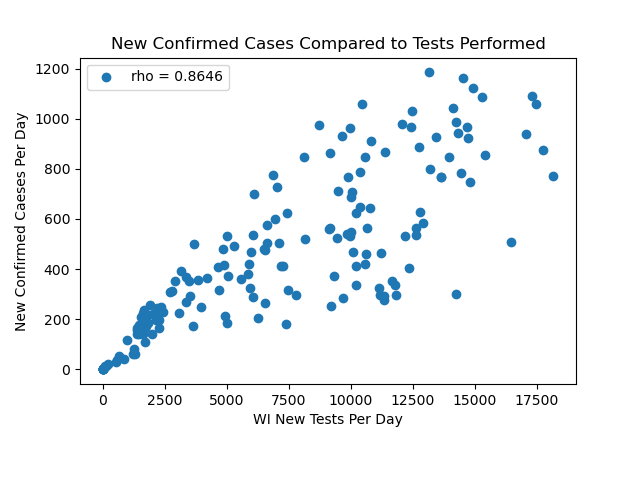 New Confirmed Cases Compared to Tests Performed
rho = 0.8646
1200
1000
800
600
400
200
0
New Confirmed Caeses Per Day
0 2500 5000 7500 10000 12500 15000 17500
WI New Tests Per Day